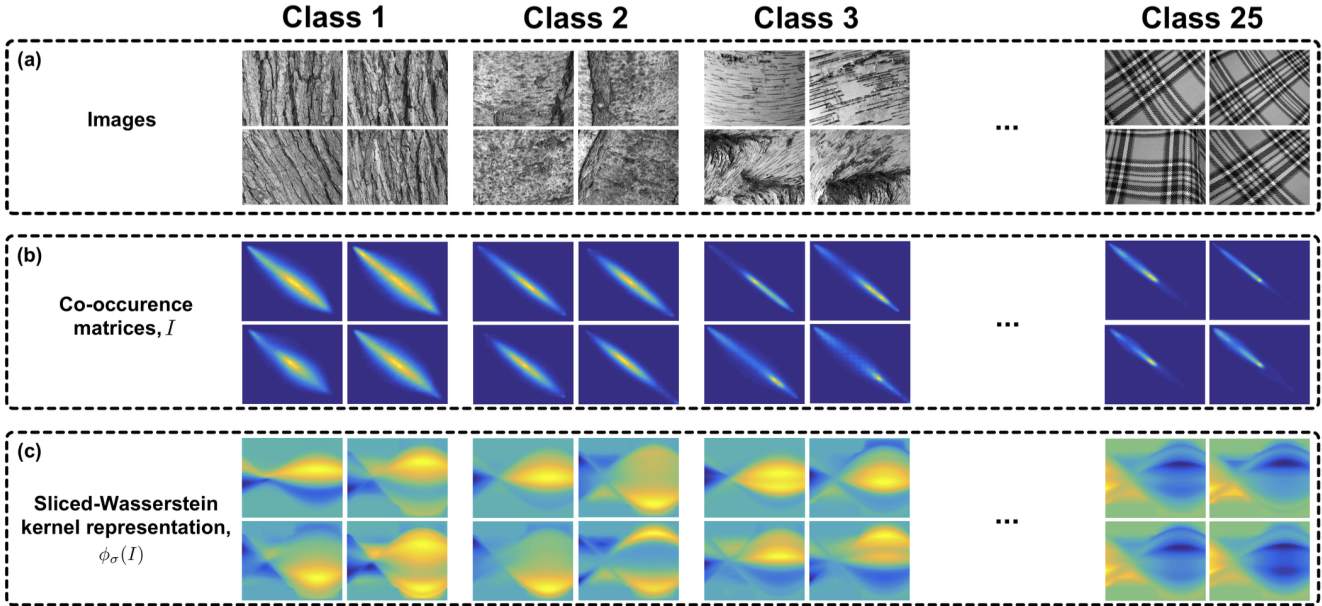 Class 1 Class 2 Class 3 Class 25
(a)
Images
...
(b)
Co-occurence
matrices, I
...
(c)
Sliced-Wasserstein
kernel representation,
ϕσ(I)
...